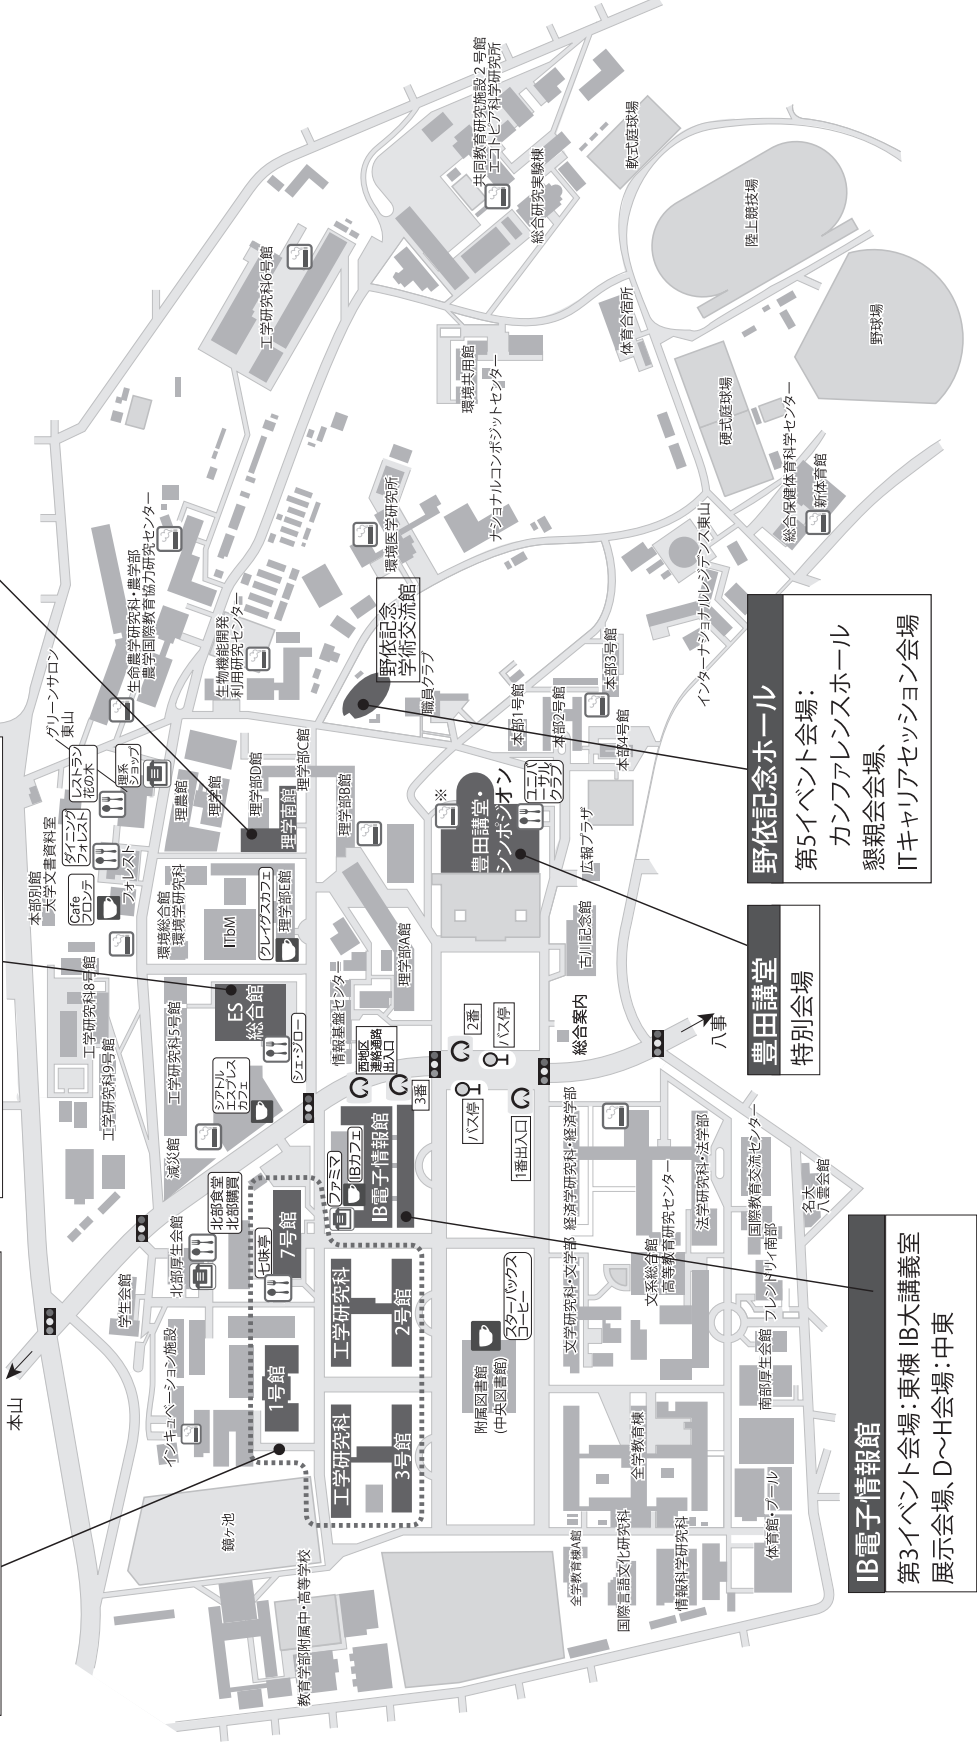 共同教育研究施設２号館
エコトピア科学研究所
総合研究実験棟
軟式庭球場
陸上競技場
野球場
工学研究科6号館
体育合宿所
環境共用館
ナショナルコンポジットセンター
硬式庭球場
総合保健体育科学センター
新体育館
環境医学研究所
インターナショナルレジデンス東山
生命農学研究科・農学部
農学国際教育協力研究センター
生物機能開発
利用研究センター
野依記念
学術交流館
職員クラブ
本部1号館
本部2号館
本部3号館
本部4号館
グリーンサロン
東山
レストラン
花の木
理系
ショップ
ダイニング
フォレスト
Cafe
フロンテ
フォレスト
本部別館
大学文書資料室
理農館
理学館
理学部D館
理学部C館
理学南館
理学部B館
※
豊田講堂・
シンポジオン
ユニバ
ーサル
クラブ
広報プラザ
環境総合館
環境学研究科
ITbM
クレイグスカフェ
理学部E館
理学部A館
古川記念館
工学研究科8号館
工学研究科9号館
工学研究科5号館
ES
総合館
シェ・ジロー
シアトル
エスプレス
カフェ
情報基盤センター
西地区
連絡通路
出入口
2番
3番
バス停
バス停
1番出入口
総合案内
八事
減災館
北部食堂
北部購買
北部厚生会館
学生会館
本山
ファミマ
IBカフェ
IB電子情報館
七味亭
7号館
工学研究科
2号館
1号館
工学研究科
3号館
インキュベーション施設
スターバックス
コーヒー
附属図書館
(中央図書館)
経済学研究科・経済学部
文学研究科・文学部
文系総合館
高等教育研究センター
法学研究科・法学部
国際教育交流センター
名大
八雲会館
フレンドリィ南部
南部厚生会館
全学教育棟
全学教育棟A館
国際言語文化研究科
情報科学研究科
体育館・プール
鏡ヶ池
教育学部附属中・高等学校
野依記念ホール
第5イベント会場：
カンファレンスホール
懇親会会場、
ITキャリアセッション会場
豊田講堂
特別会場
IB電子情報館
第3イベント会場：東棟 IB大講義室
展示会場、D～H会場：中東